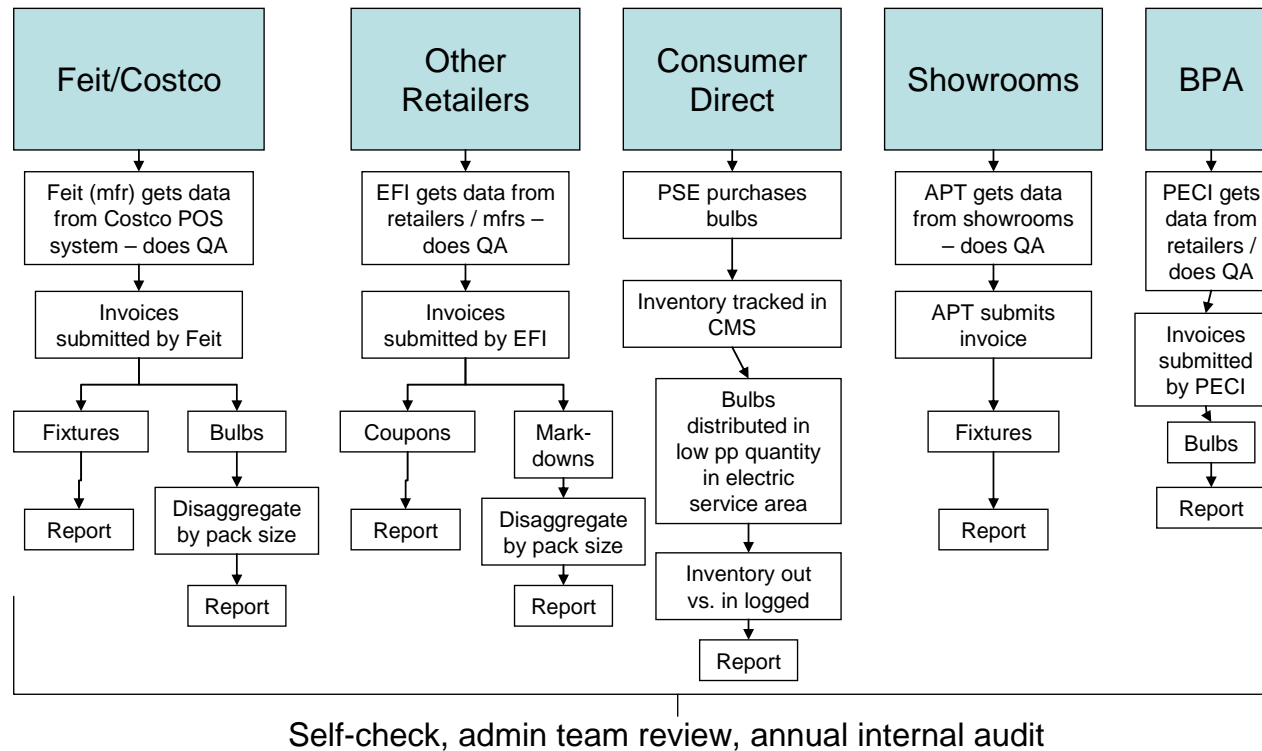 Feit/Costco
Other
Retailers
Consumer
Direct
Showrooms
BPA
Feit (mfr) gets data
from Costco POS
system – does QA
EFI gets data from
retailers / mfrs –
does QA
PSE purchases
bulbs
APT gets data
from showrooms
– does QA
PECI gets
data from
retailers /
does QA
Invoices
submitted by Feit
Invoices
submitted by EFI
Inventory tracked in
CMS
APT submits
invoice
Invoices
submitted
by PECI
Fixtures
Bulbs
Coupons
Mark-
downs
Bulbs
distributed in
low pp quantity
in electric
service area
Fixtures
Bulbs
Report
Disaggregate
by pack size
Report
Disaggregate
by pack size
Report
Report
Report
Report
Inventory out
vs. in logged
Report
Self-check, admin team review, annual internal audit